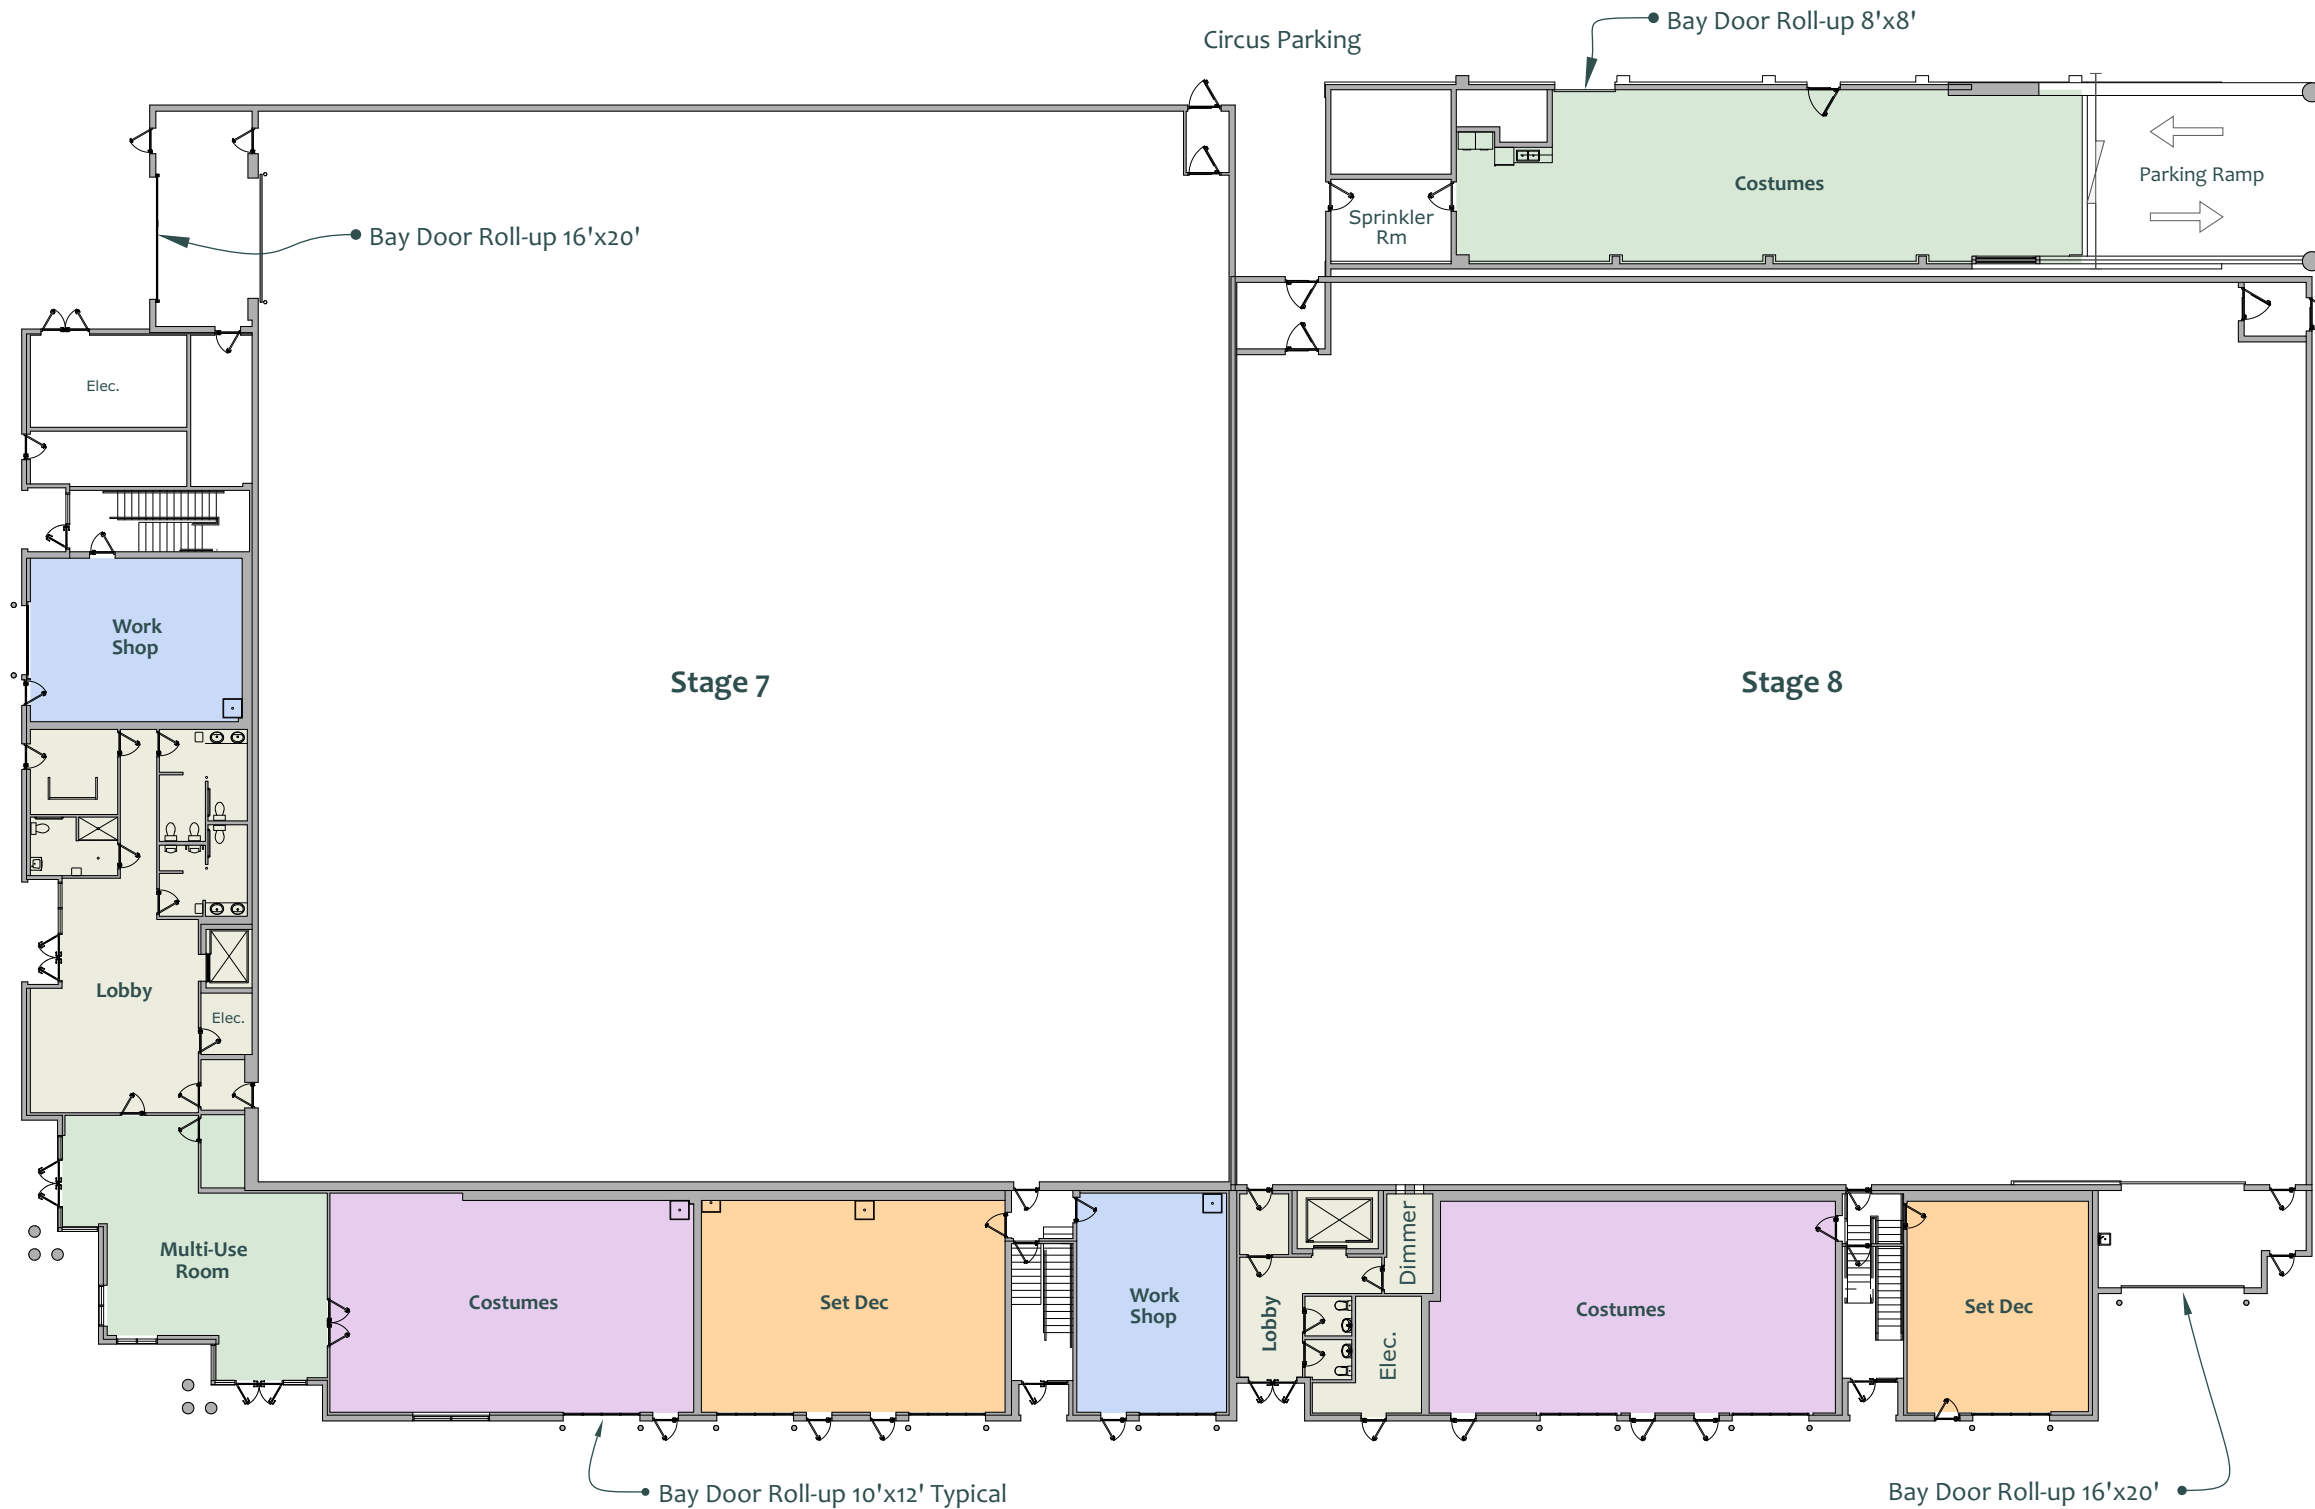 Bay Door Roll-up 8'x8'
Circus Parking
Parking Ramp
Costumes
Sprinkler
Rm
Bay Door Roll-up 16'x20'
Elec.
Work
Shop
Stage 7
Stage 8
Lobby
Elec.
Multi-Use
Room
Costumes
Set Dec
Work
Shop
Lobby
Dimmer
Elec.
Costumes
Set Dec
Bay Door Roll-up 10'x12' Typical
Bay Door Roll-up 16'x20'